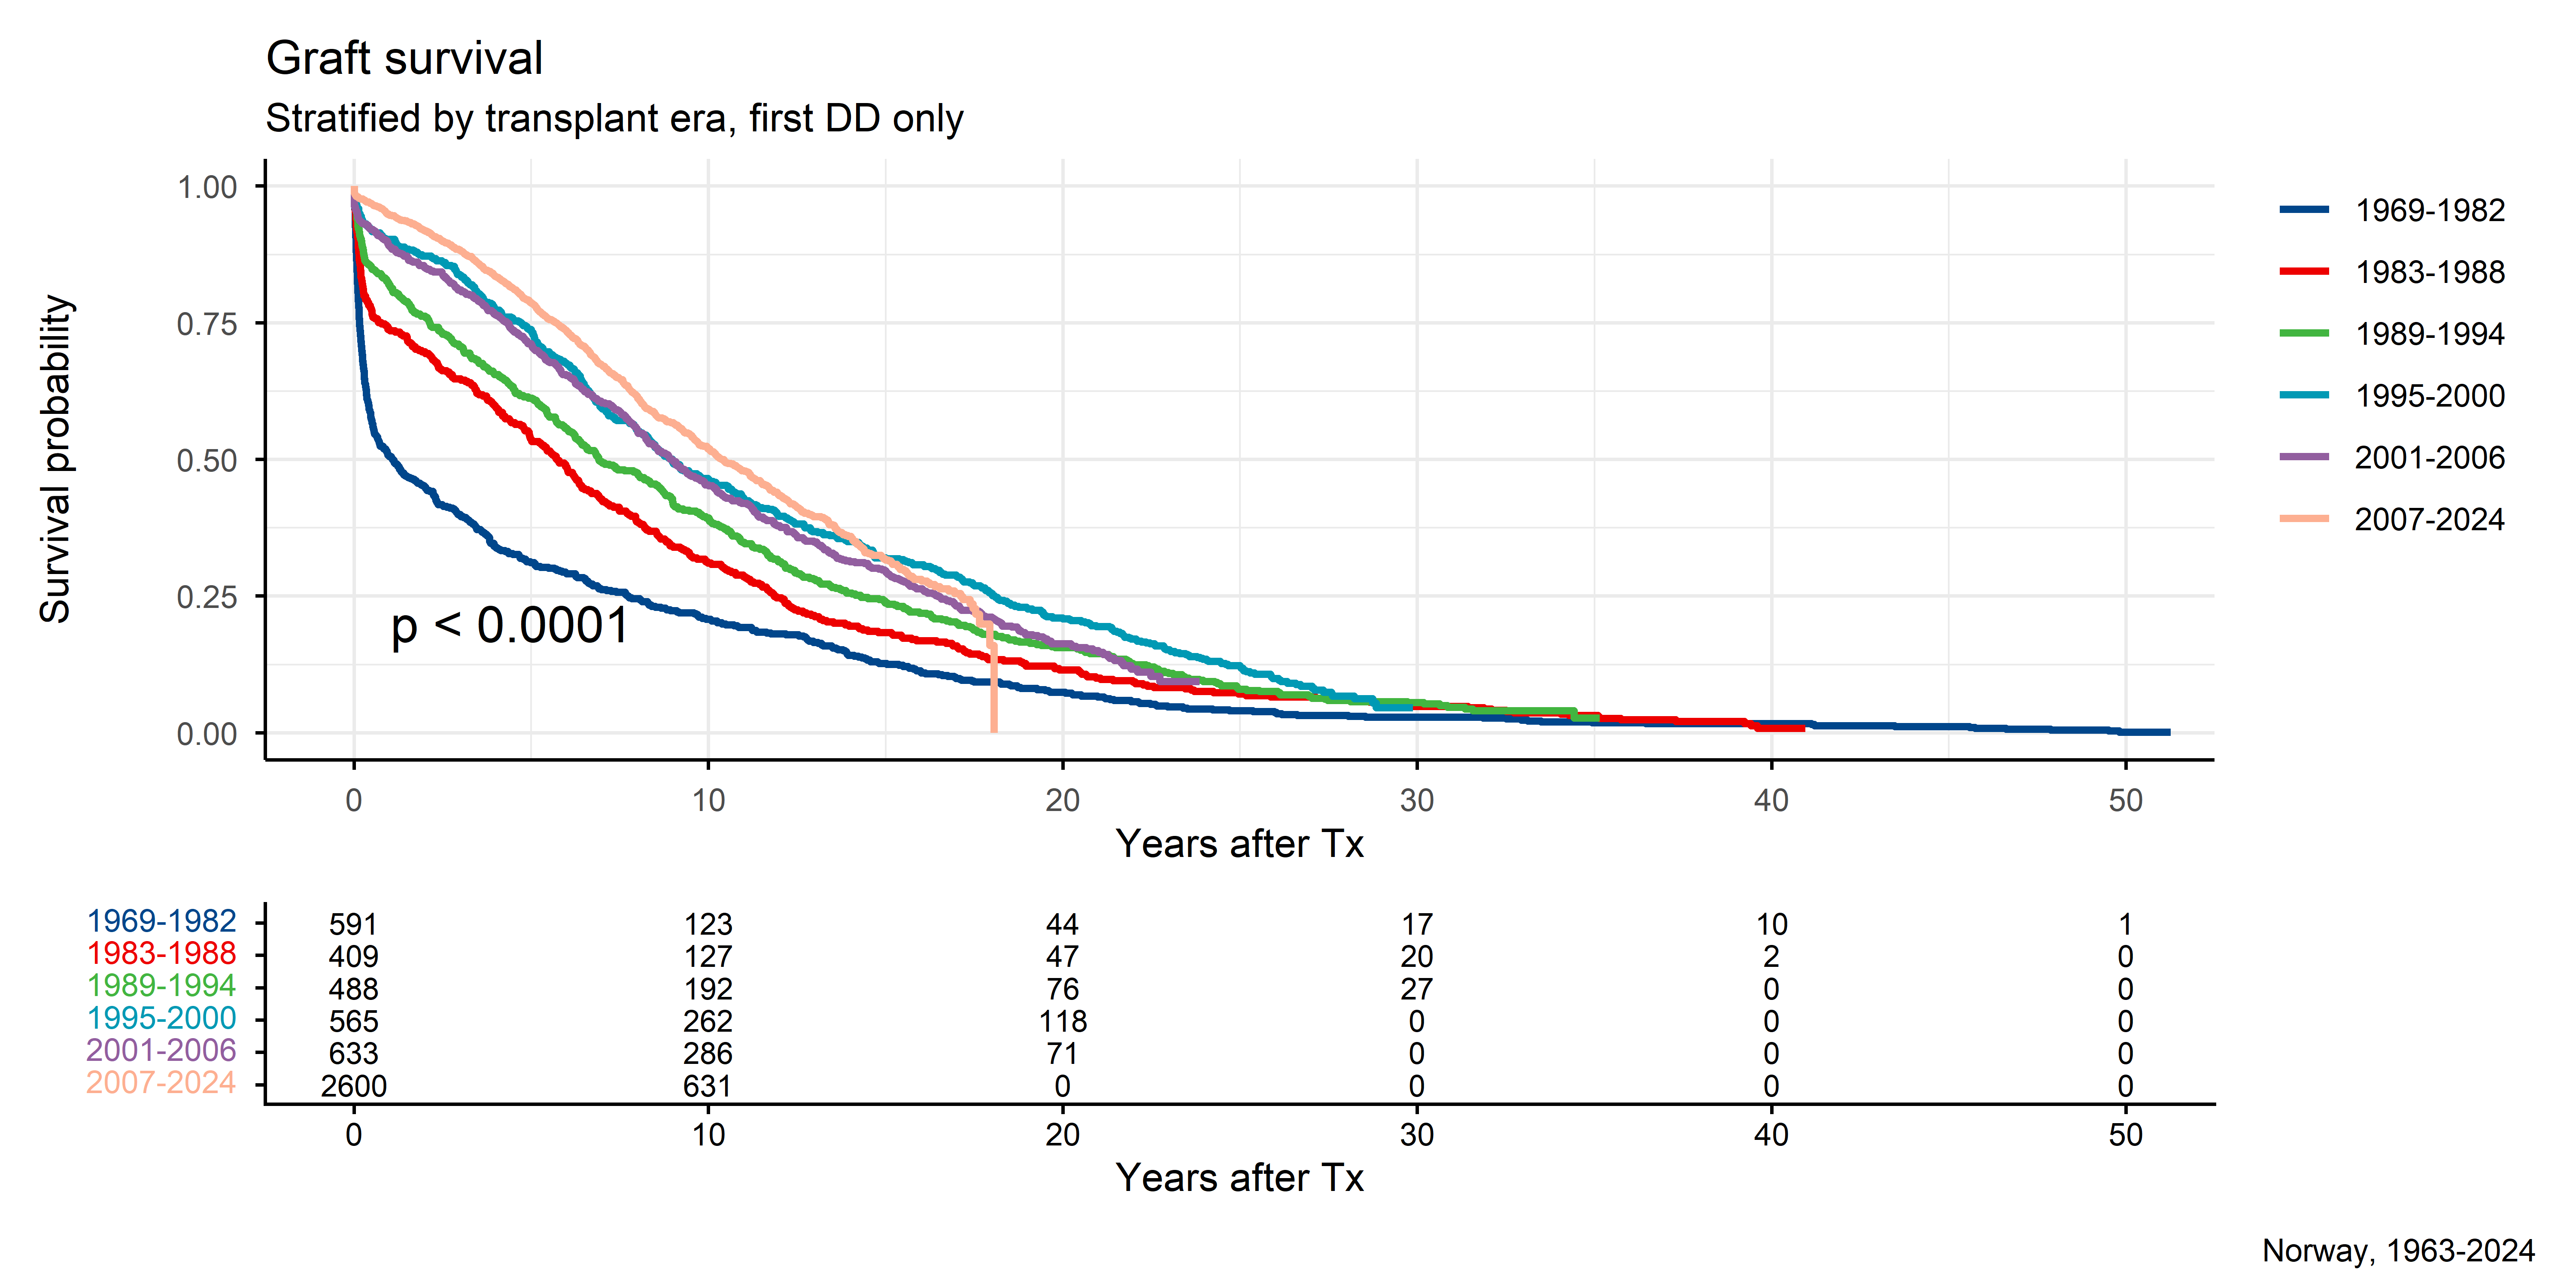 Graft survival
Stratified by transplant era, first DD only
Survival probability
1.00
0.75
0.50
0.25
0.00
p < 0.0001
0 10 20 30 40 50
Years after Tx
1969-1982
1983-1988
1989-1994
1995-2000
2001-2006
2007-2024
1969-1982 591 123 44 17 10 1
1983-1988 409 127 47 20 2 0
1989-1994 488 192 76 27 0 0
1995-2000 565 262 118 0 0 0
2001-2006 633 286 71 0 0 0
2007-2024 2600 631 0 0 0 0
0 10 20 30 40 50
Years after Tx
Norway, 1963-2024